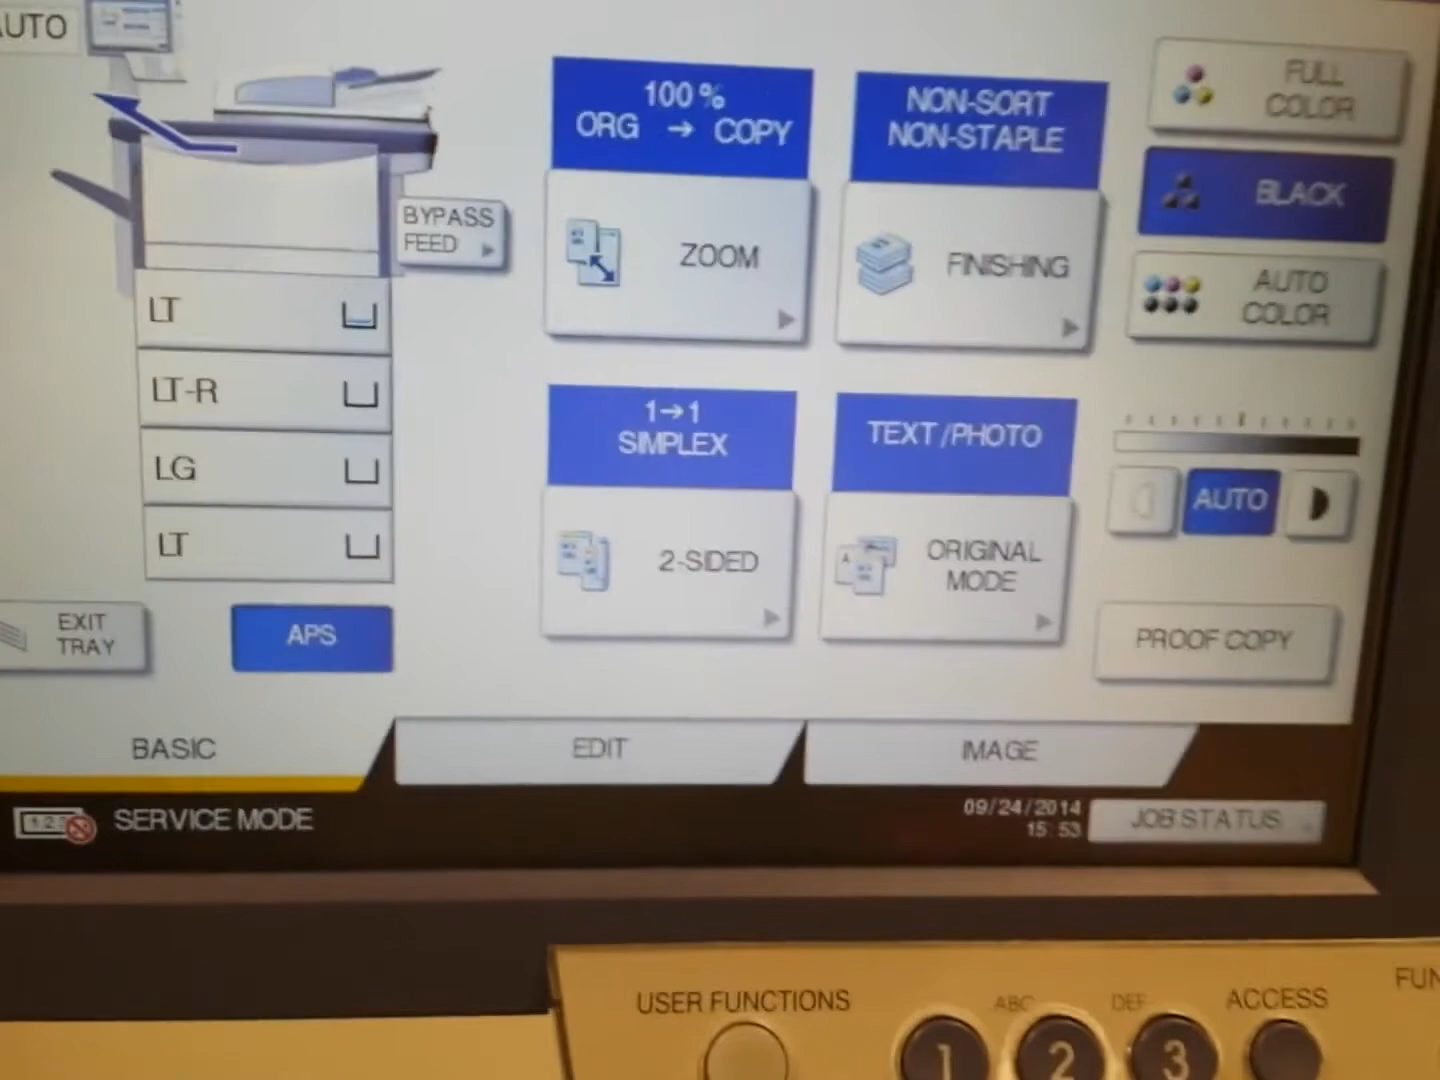 AUTO
100 %
ORG → COPY
ZOOM
NON-SORT
NON-STAPLE
FINISHING
FULL
COLOR
BLACK
AUTO
COLOR
BYPASS
FEED
LT
LT-R
LG
LT
1→1
SIMPLEX
2-SIDED
TEXT /PHOTO
ORIGINAL
MODE
AUTO
PROOF COPY
EXIT
TRAY
APS
BASIC
EDIT
IMAGE
SERVICE MODE
09/24/2014
15:53
JOB STATUS
USER FUNCTIONS
ABC
DEF
ACCESS
FUN
1
2
3